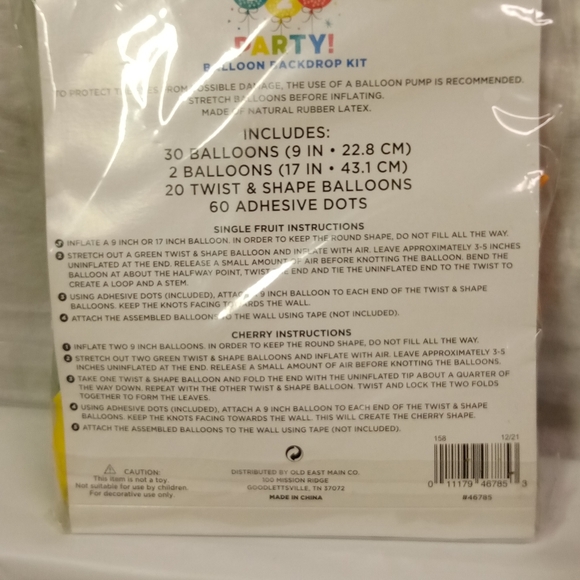 PARTY!
BALLOON BACKDROP KIT
TO PROTECT THE FROM POSSIBLE DAMAGE, THE USE OF A BALLOON PUMP IS RECOMMENDED.
STRETCH BALLOONS BEFORE INFLATING.
MADE OF NATURAL RUBBER LATEX.
INCLUDES:
30 BALLOONS (9 IN • 22.8 CM)
2 BALLOONS (17 IN • 43.1 CM)
20 TWIST & SHAPE BALLOONS
60 ADHESIVE DOTS
SINGLE FRUIT INSTRUCTIONS
1 INFLATE A 9 INCH OR 17 INCH BALLOON. IN ORDER TO KEEP THE ROUND SHAPE, DO NOT FILL ALL THE WAY.
2 STRETCH OUT A GREEN TWIST & SHAPE BALLOON AND INFLATE WITH AIR. LEAVE APPROXIMATELY 3-5 INCHES
UNINFLATED AT THE END. RELEASE A SMALL AMOUNT OF AIR BEFORE KNOTTING THE BALLOON. BEND THE
BALLOON AT ABOUT THE HALFWAY POINT, TWIST THE END AND TIE THE UNINFLATED END TO THE TWIST TO
CREATE A LOOP AND A STEM.
3 USING ADHESIVE DOTS (INCLUDED), ATTACH A 9 INCH BALLOON TO EACH END OF THE TWIST & SHAPE
BALLOONS. KEEP THE KNOTS FACING TOWARDS THE WALL.
4 ATTACH THE ASSEMBLED BALLOONS TO THE WALL USING TAPE (NOT INCLUDED).
CHERRY INSTRUCTIONS
1 INFLATE TWO 9 INCH BALLOONS. IN ORDER TO KEEP THE ROUND SHAPE, DO NOT FILL ALL THE WAY.
2 STRETCH OUT TWO GREEN TWIST & SHAPE BALLOONS AND INFLATE WITH AIR. LEAVE APPROXIMATELY 3-5
INCHES UNINFLATED AT THE END. RELEASE A SMALL AMOUNT OF AIR BEFORE KNOTTING THE BALLOONS.
3 TAKE ONE TWIST & SHAPE BALLOON AND FOLD THE END WITH THE UNINFLATED TIP ABOUT A QUARTER OF
THE WAY DOWN. REPEAT WITH THE OTHER TWIST & SHAPE BALLOON. TWIST AND LOCK THE TWO FOLDS
TOGETHER TO FORM THE LEAVES.
4 USING ADHESIVE DOTS (INCLUDED), ATTACH A 9 INCH BALLOON TO EACH END OF THE TWIST & SHAPE
BALLOONS. KEEP THE KNOTS FACING TOWARDS THE WALL. THIS WILL CREATE THE CHERRY SHAPE.
5 ATTACH THE ASSEMBLED BALLOONS TO THE WALL USING TAPE (NOT INCLUDED).
158 12/21
CAUTION:
This item is not a toy.
Not suitable for use by children.
For decorative use only.
DISTRIBUTED BY OLD EAST MAIN CO.
100 MISSION RIDGE
GOODLETTSVILLE, TN 37072
MADE IN CHINA
0 11179 46785 3
#46785